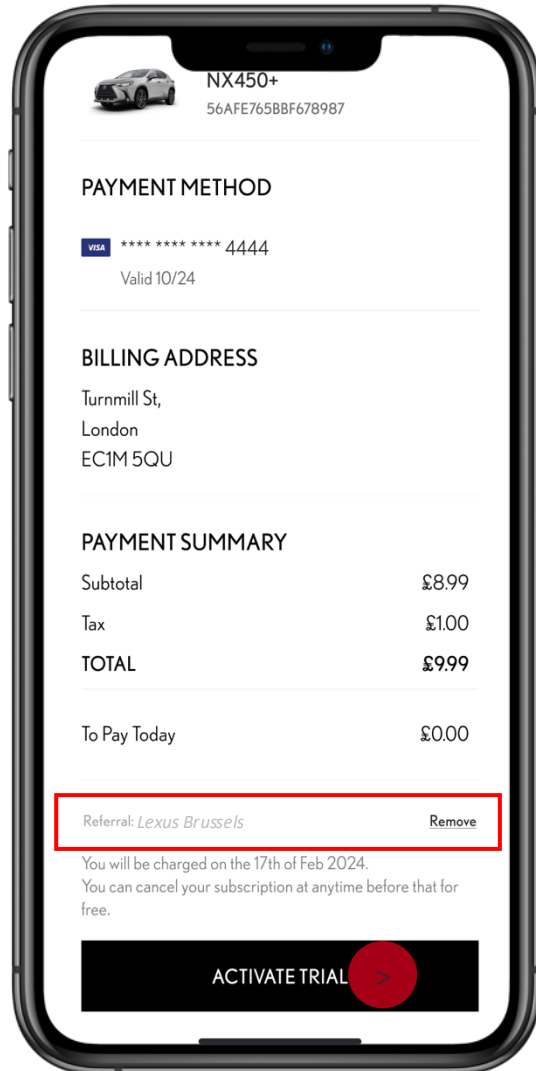 NX450+
56AFE765BBF678987
PAYMENT METHOD
VISA **** **** **** 4444
Valid 10/24
BILLING ADDRESS
Turnmill St,
London
EC1M 5QU
PAYMENT SUMMARY
Subtotal £8.99
Tax £1.00
TOTAL £9.99
To Pay Today £0.00
Referral: Lexus Brussels Remove
You will be charged on the 17th of Feb 2024.
You can cancel your subscription at anytime before that for
free.
ACTIVATE TRIAL >